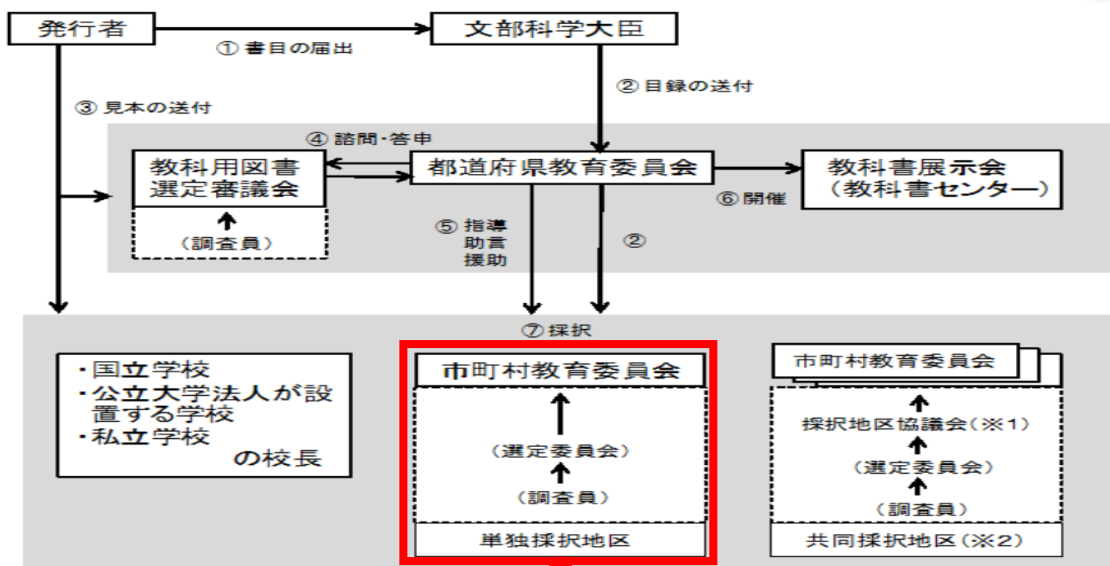 発行者
文部科学大臣
①書目の届出
②目録の送付
③見本の送付
④諮問・答申
教科用図書
選定審議会
(調査員)
都道府県教育委員会
教科書展示会
(教科書センター)
⑥開催
⑤指導
助言
援助
②
⑦採択
・国立学校
・公立大学法人が設
置する学校
・私立学校
の校長
市町村教育委員会
(選定委員会)
(調査員)
単独採択地区
市町村教育委員会
採択地区協議会(※1)
(選定委員会)
(調査員)
共同採択地区(※2)